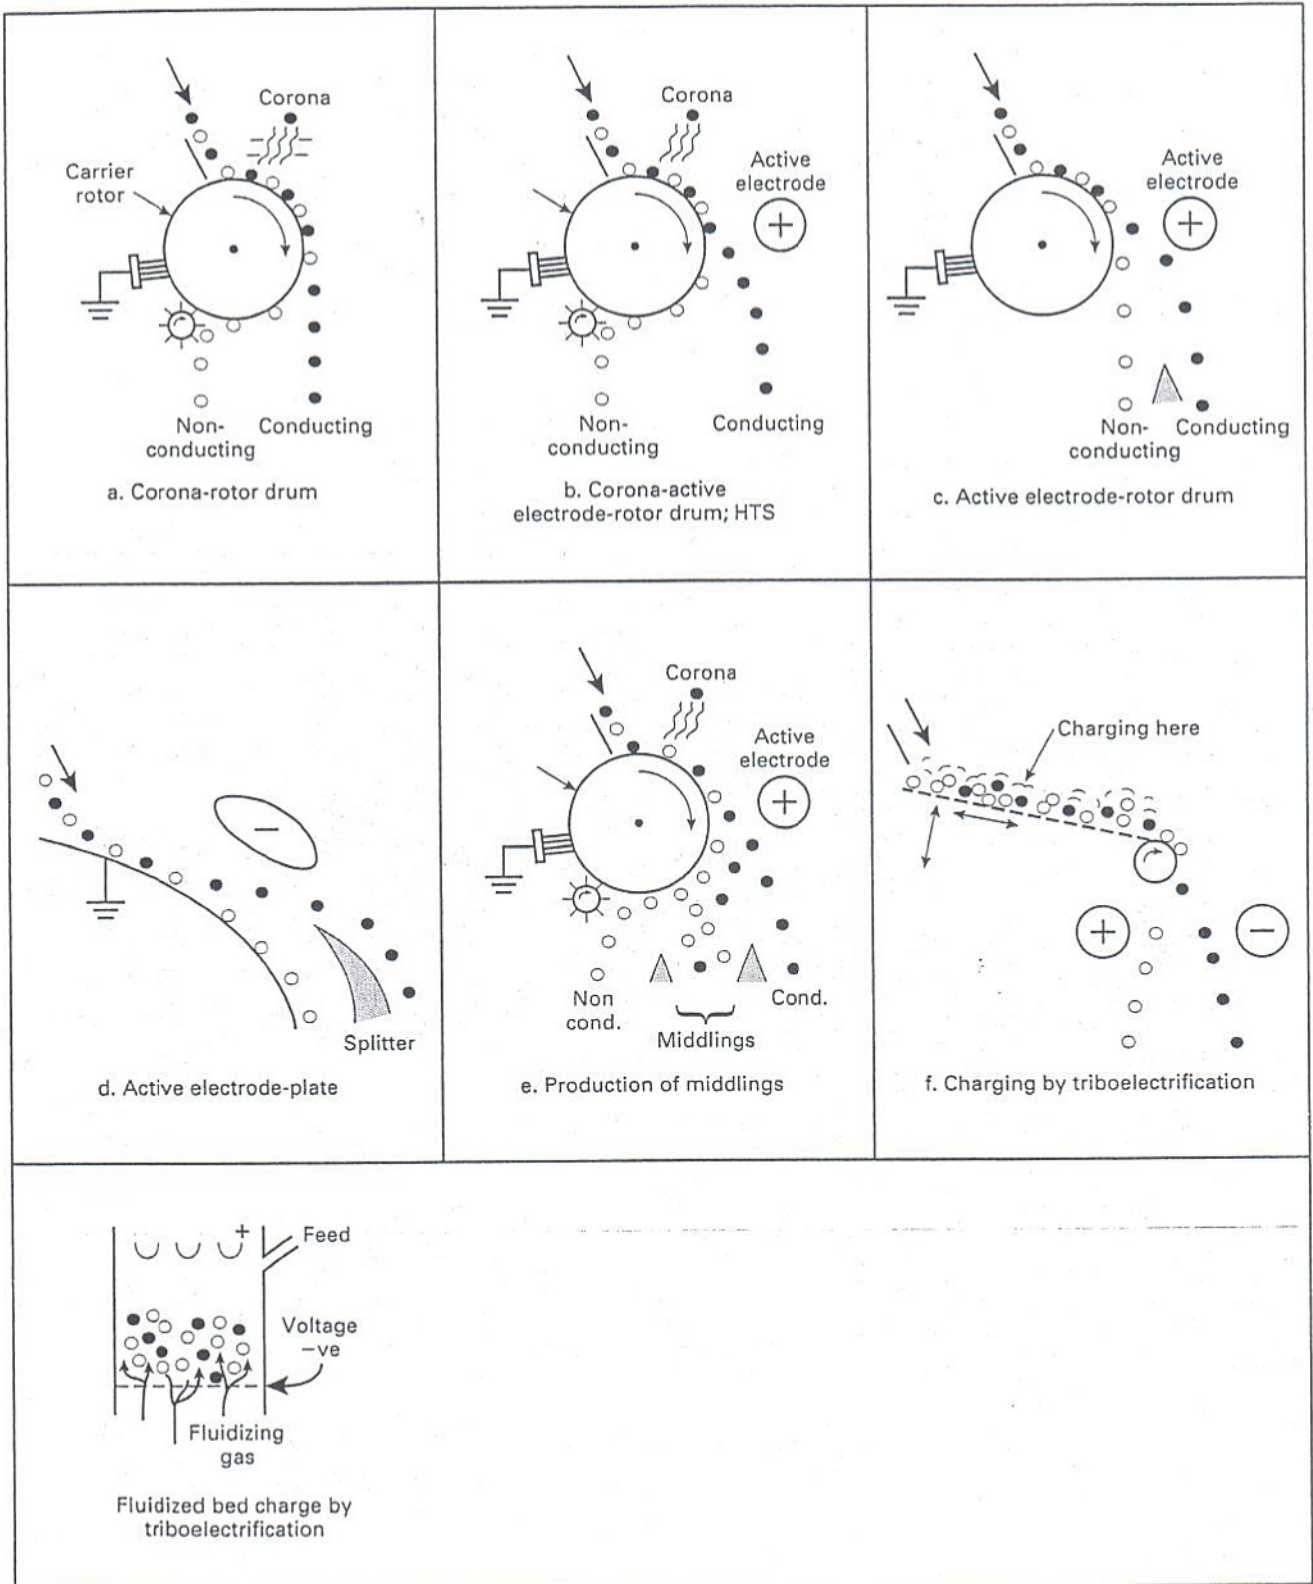 Corona
Carrier
rotor
Non-
conducting
Conducting
a. Corona-rotor drum
Corona
Active
electrode
+
Non-
conducting
Conducting
b. Corona-active
electrode-rotor drum; HTS
Active
electrode
+
Non-
conducting
Conducting
c. Active electrode-rotor drum
−
Splitter
d. Active electrode-plate
Corona
Active
electrode
+
Non
cond.
Cond.
Middlings
e. Production of middlings
Charging here
+
−
f. Charging by triboelectrification
+
Feed
Voltage
−ve
Fluidizing
gas
Fluidized bed charge by
triboelectrification